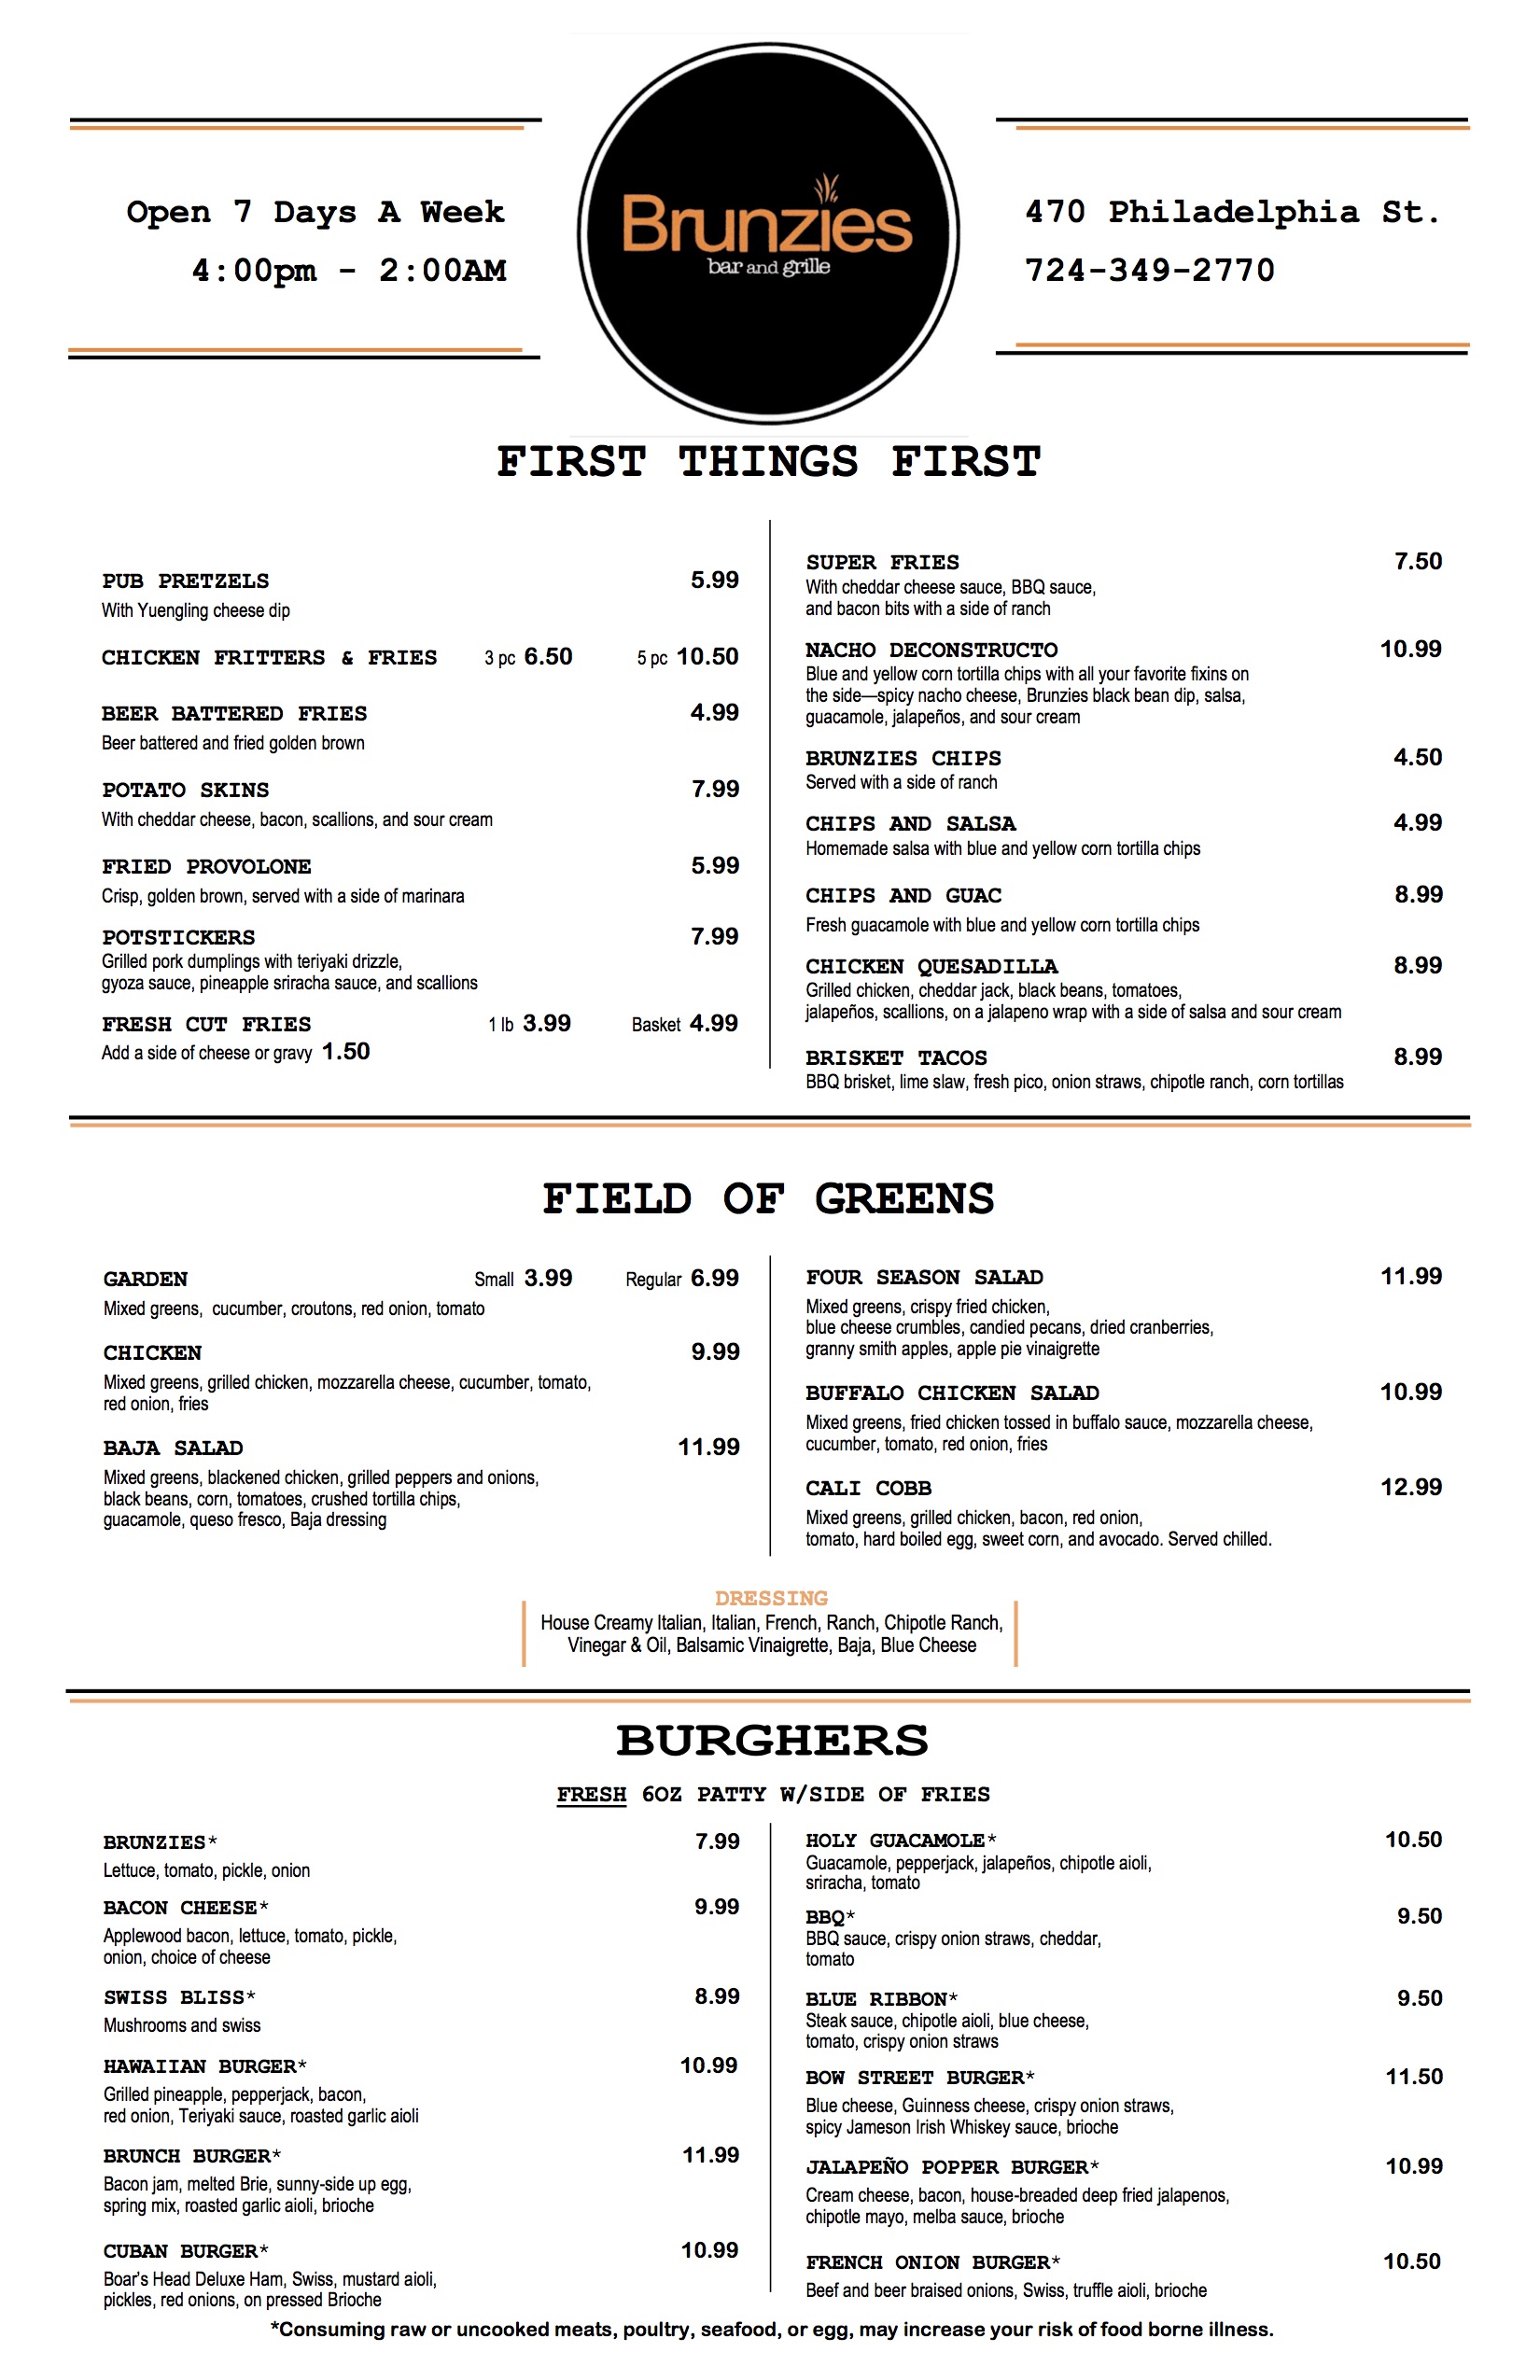 Open 7 Days A Week
4:00pm - 2:00AM
Brunzies
bar and grille
470 Philadelphia St.
724-349-2770
FIRST THINGS FIRST
PUB PRETZELS 5.99
With Yuengling cheese dip
CHICKEN FRITTERS & FRIES 3 pc 6.50 5 pc 10.50
BEER BATTERED FRIES 4.99
Beer battered and fried golden brown
POTATO SKINS 7.99
With cheddar cheese, bacon, scallions, and sour cream
FRIED PROVOLONE 5.99
Crisp, golden brown, served with a side of marinara
POTSTICKERS 7.99
Grilled pork dumplings with teriyaki drizzle,
gyoza sauce, pineapple sriracha sauce, and scallions
FRESH CUT FRIES 1 lb 3.99 Basket 4.99
Add a side of cheese or gravy 1.50
SUPER FRIES 7.50
With cheddar cheese sauce, BBQ sauce,
and bacon bits with a side of ranch
NACHO DECONSTRUCTO 10.99
Blue and yellow corn tortilla chips with all your favorite fixins on
the side—spicy nacho cheese, Brunzies black bean dip, salsa,
guacamole, jalapeños, and sour cream
BRUNZIES CHIPS 4.50
Served with a side of ranch
CHIPS AND SALSA 4.99
Homemade salsa with blue and yellow corn tortilla chips
CHIPS AND GUAC 8.99
Fresh guacamole with blue and yellow corn tortilla chips
CHICKEN QUESADILLA 8.99
Grilled chicken, cheddar jack, black beans, tomatoes,
jalapeños, scallions, on a jalapeno wrap with a side of salsa and sour cream
BRISKET TACOS 8.99
BBQ brisket, lime slaw, fresh pico, onion straws, chipotle ranch, corn tortillas
FIELD OF GREENS
GARDEN Small 3.99 Regular 6.99
Mixed greens, cucumber, croutons, red onion, tomato
CHICKEN 9.99
Mixed greens, grilled chicken, mozzarella cheese, cucumber, tomato,
red onion, fries
BAJA SALAD 11.99
Mixed greens, blackened chicken, grilled peppers and onions,
black beans, corn, tomatoes, crushed tortilla chips,
guacamole, queso fresco, Baja dressing
FOUR SEASON SALAD 11.99
Mixed greens, crispy fried chicken,
blue cheese crumbles, candied pecans, dried cranberries,
granny smith apples, apple pie vinaigrette
BUFFALO CHICKEN SALAD 10.99
Mixed greens, fried chicken tossed in buffalo sauce, mozzarella cheese,
cucumber, tomato, red onion, fries
CALI COBB 12.99
Mixed greens, grilled chicken, bacon, red onion,
tomato, hard boiled egg, sweet corn, and avocado. Served chilled.
DRESSING
House Creamy Italian, Italian, French, Ranch, Chipotle Ranch,
Vinegar & Oil, Balsamic Vinaigrette, Baja, Blue Cheese
BURGHERS
FRESH 6OZ PATTY W/SIDE OF FRIES
BRUNZIES* 7.99
Lettuce, tomato, pickle, onion
BACON CHEESE* 9.99
Applewood bacon, lettuce, tomato, pickle,
onion, choice of cheese
SWISS BLISS* 8.99
Mushrooms and swiss
HAWAIIAN BURGER* 10.99
Grilled pineapple, pepperjack, bacon,
red onion, Teriyaki sauce, roasted garlic aioli
BRUNCH BURGER* 11.99
Bacon jam, melted Brie, sunny-side up egg,
spring mix, roasted garlic aioli, brioche
CUBAN BURGER* 10.99
Boar's Head Deluxe Ham, Swiss, mustard aioli,
pickles, red onions, on pressed Brioche
HOLY GUACAMOLE* 10.50
Guacamole, pepperjack, jalapeños, chipotle aioli,
sriracha, tomato
BBQ* 9.50
BBQ sauce, crispy onion straws, cheddar,
tomato
BLUE RIBBON* 9.50
Steak sauce, chipotle aioli, blue cheese,
tomato, crispy onion straws
BOW STREET BURGER* 11.50
Blue cheese, Guinness cheese, crispy onion straws,
spicy Jameson Irish Whiskey sauce, brioche
JALAPEÑO POPPER BURGER* 10.99
Cream cheese, bacon, house-breaded deep fried jalapenos,
chipotle mayo, melba sauce, brioche
FRENCH ONION BURGER* 10.50
Beef and beer braised onions, Swiss, truffle aioli, brioche
*Consuming raw or uncooked meats, poultry, seafood, or egg, may increase your risk of food borne illness.